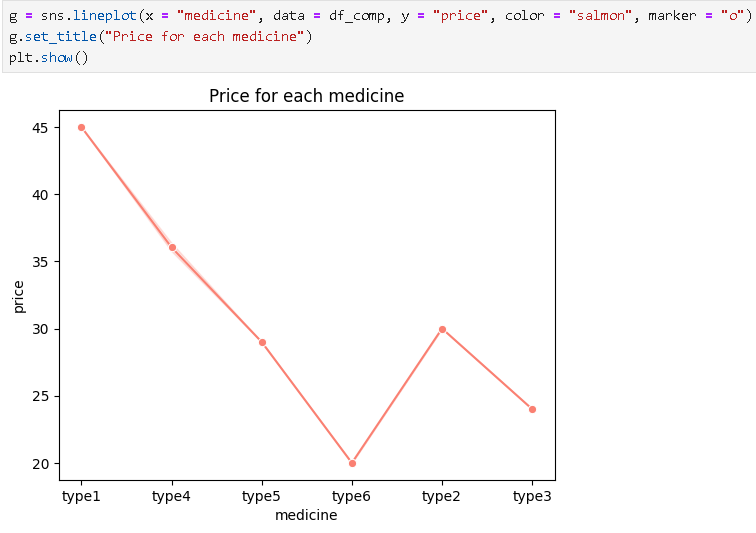 g = sns.lineplot(x = "medicine", data = df_comp, y = "price", color = "salmon", marker = "o")
g.set_title("Price for each medicine")
plt.show()
Price for each medicine
45
40
35
30
25
20
price
type1 type4 type5 type6 type2 type3
medicine